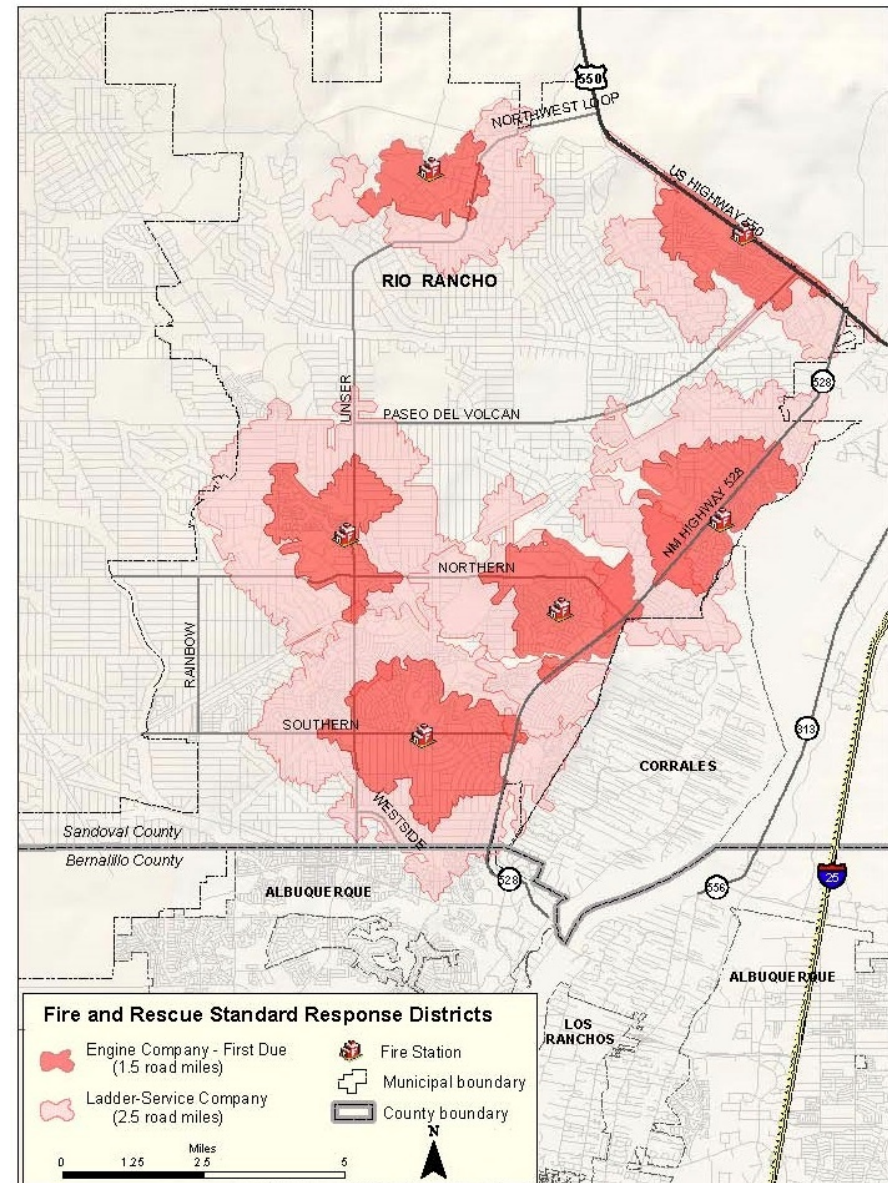 550
NORTHWEST LOOP
US HIGHWAY 550
RIO RANCHO
UNSER
PASEO DEL VOLCAN
528
NM HIGHWAY 528
NORTHERN
RAINBOW
SOUTHERN
313
CORRALES
WESTSIDE
Sandoval County
Bernalillo County
ALBUQUERQUE
528
556
25
ALBUQUERQUE
LOS
RANCHOS
Fire and Rescue Standard Response Districts
Engine Company - First Due
(1.5 road miles)
Ladder-Service Company
(2.5 road miles)
Fire Station
Municipal boundary
County boundary
Miles
0 1.25 2.5 5
N